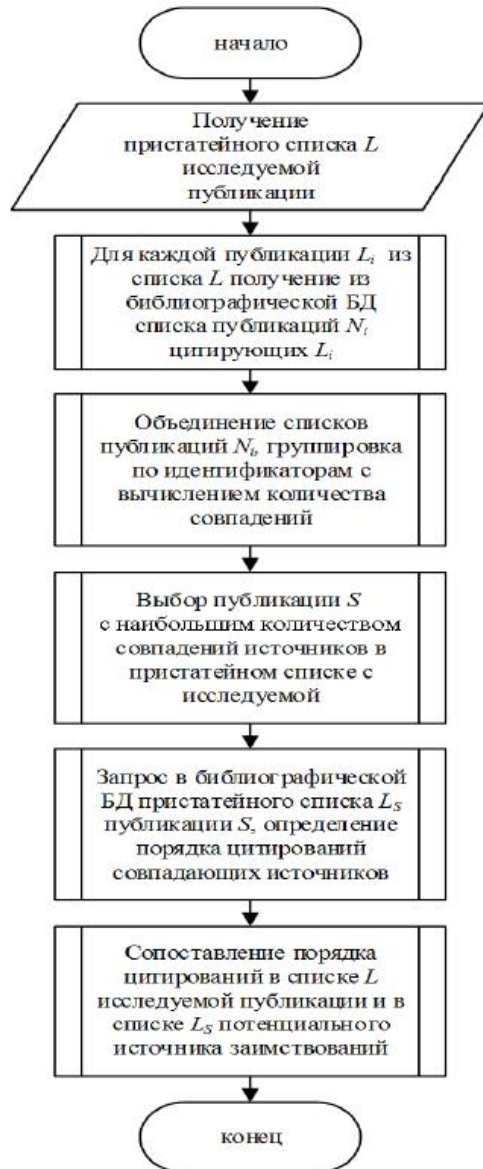 начало
Получение
пристатейного списка L
исследуемой
публикации
Для каждой публикации Li из
списка L получение из
библиографической БД
списка публикаций Ni
цитирующих Li
Объединение списков
публикаций Ni, группировка
по идентификаторам с
вычислением количества
совпадений
Выбор публикации S
с наибольшим количеством
совпадений источников в
пристатейном списке с
исследуемой
Запрос в библиографической
БД пристатейного списка LS
публикации S, определение
порядка цитирований
совпадающих источников
Сопоставление порядка
цитирований в списке L
исследуемой публикации и в
списке LS потенциального
источника заимствований
конец